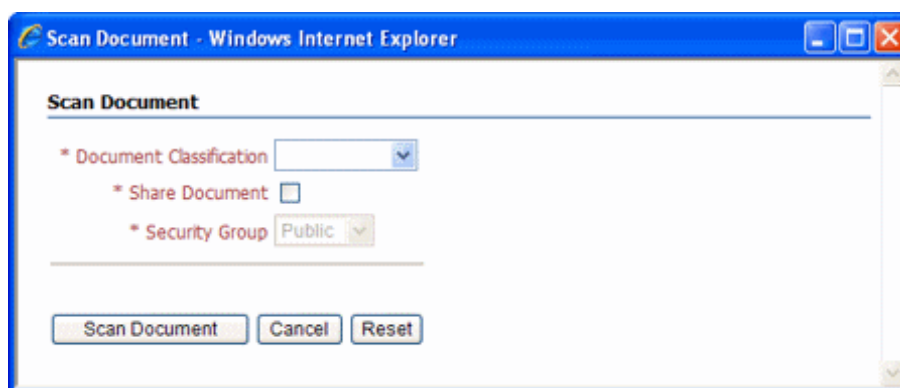 Scan Document - Windows Internet Explorer
Scan Document
* Document Classification
* Share Document
* Security Group Public
Scan Document Cancel Reset